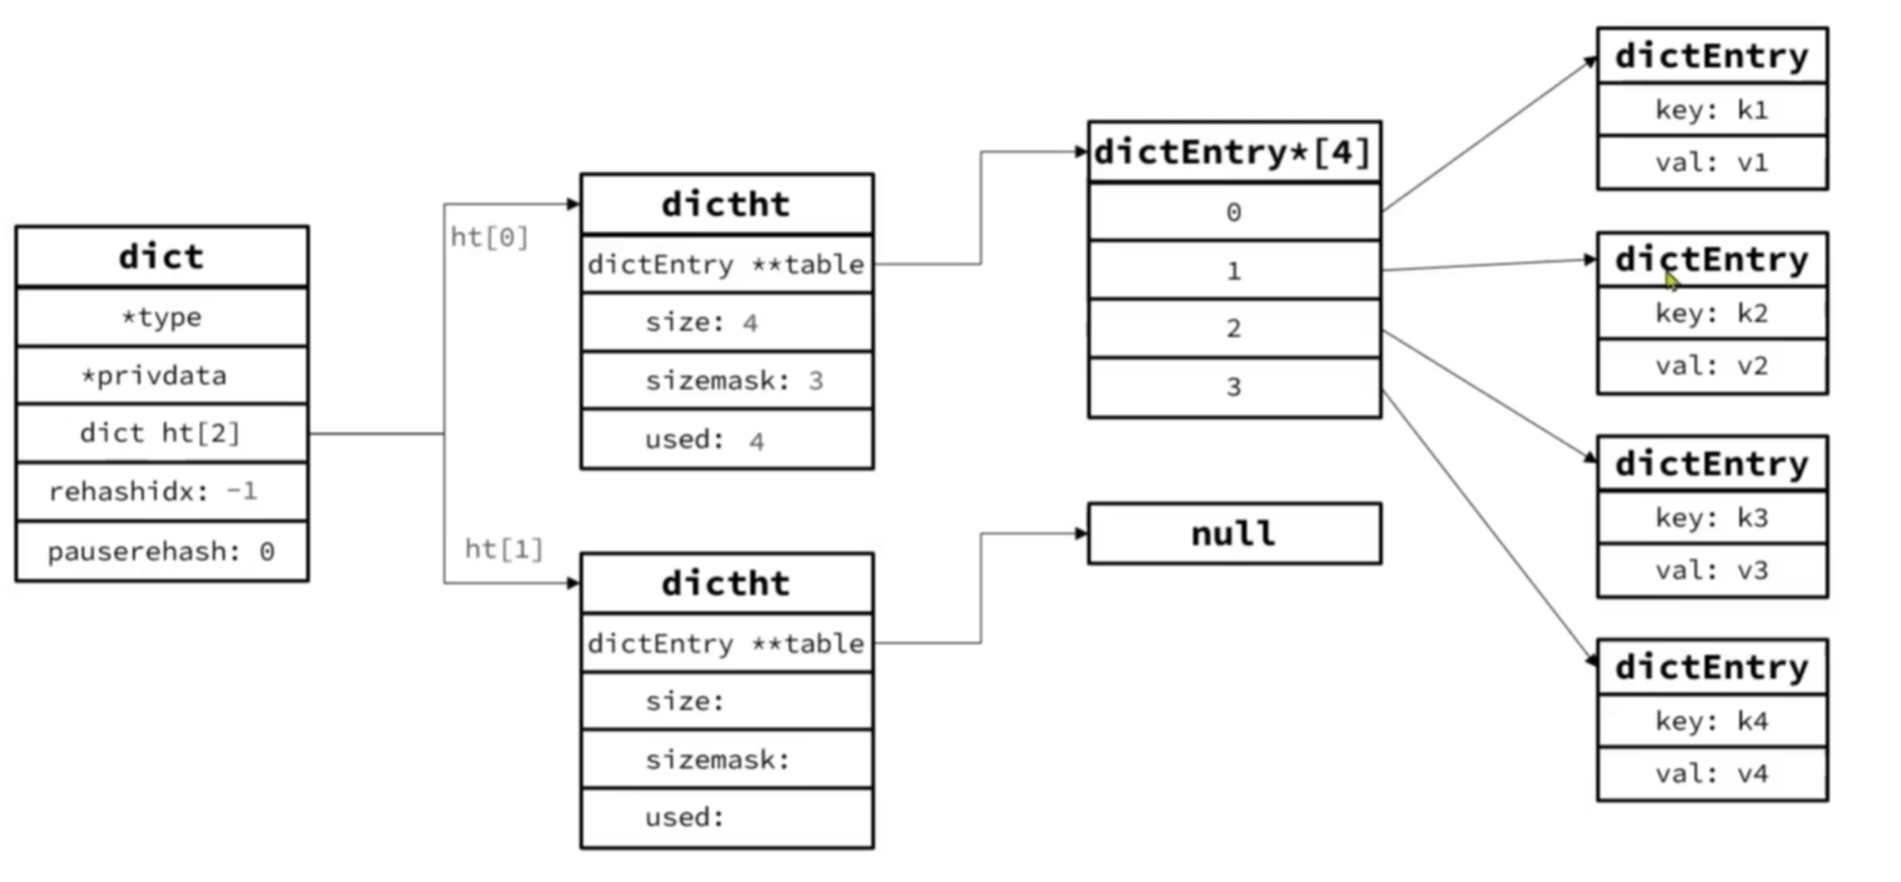 dict
*type
*privdata
dict ht[2]
rehashidx: -1
pauserehash: 0
ht[0]
dictht
dictEntry **table
size: 4
sizemask: 3
used: 4
ht[1]
dictht
dictEntry **table
size:
sizemask:
used:
dictEntry*[4]
0
1
2
3
null
dictEntry
key: k1
val: v1
dictEntry
key: k2
val: v2
dictEntry
key: k3
val: v3
dictEntry
key: k4
val: v4